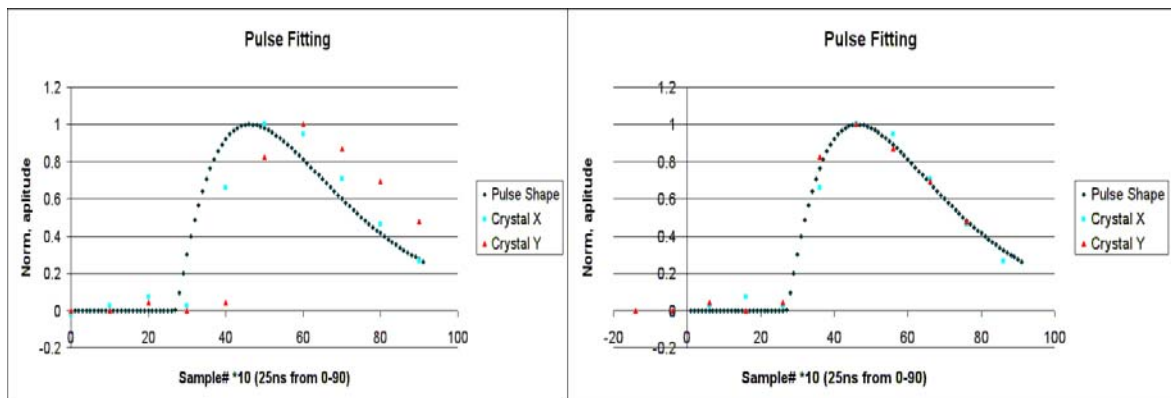 Pulse Fitting
1.2
1
0.8
0.6
0.4
0.2
0
-0.2
Norm, aplitude
0 20 40 60 80 100
Sample# *10 (25ns from 0-90)
Pulse Shape
Crystal X
Crystal Y
Pulse Fitting
1.2
1
0.8
0.6
0.4
0.2
0
-0.2
Norm, aplitude
-20 0 20 40 60 80 100
Sample# *10 (25ns from 0-90)
Pulse Shape
Crystal X
Crystal Y